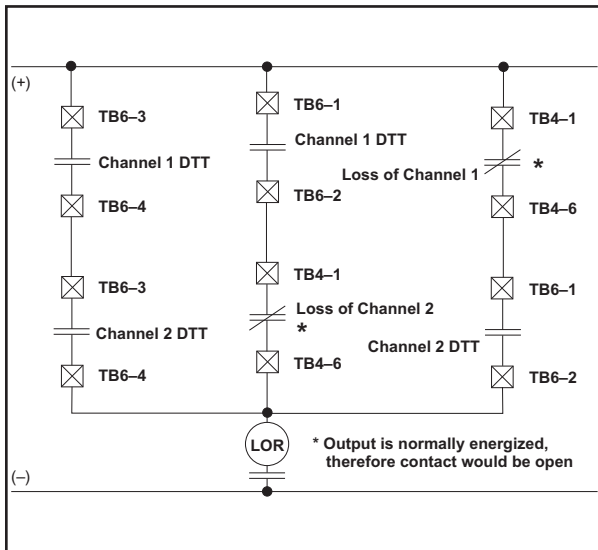 (+)
TB6–3
Channel 1 DTT
TB6–4
TB6–3
Channel 2 DTT
TB6–4
TB6–1
Channel 1 DTT
TB6–2
TB4–1
Loss of Channel 2
*
TB4–6
TB4–1
Loss of Channel 1
*
TB4–6
TB6–1
Channel 2 DTT
TB6–2
LOR
* Output is normally energized,
therefore contact would be open
(–)